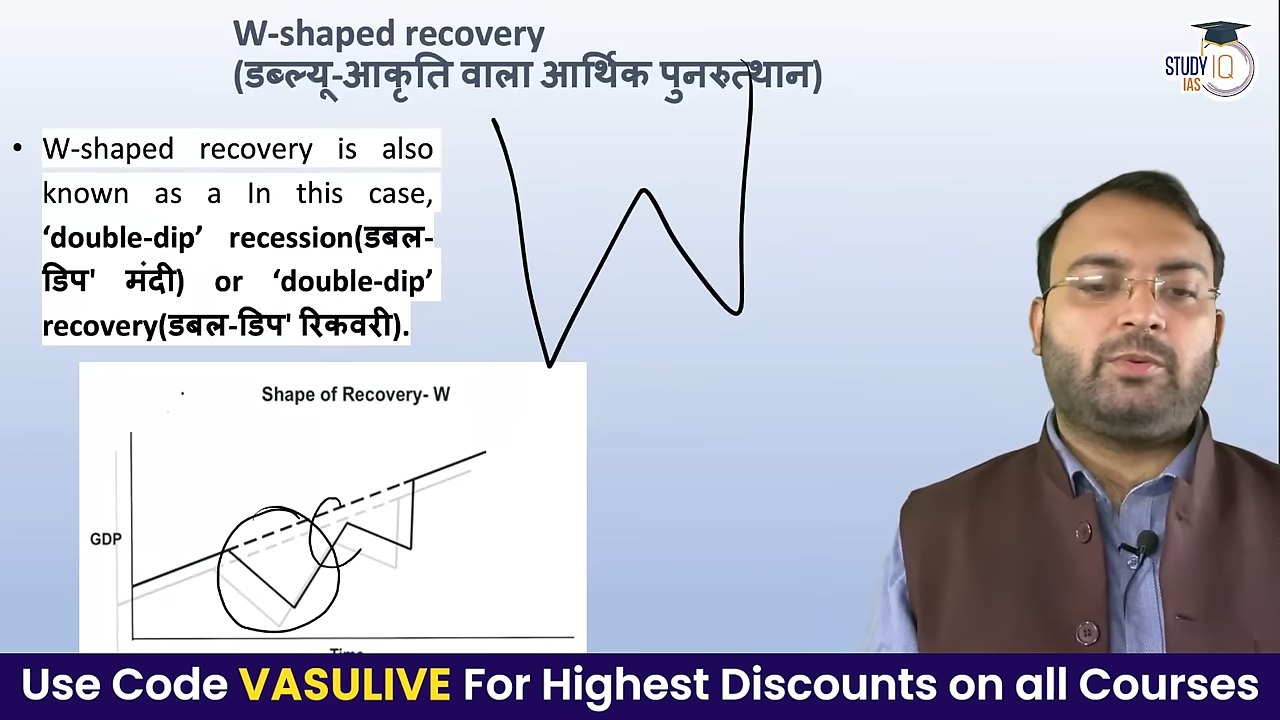 W-shaped recovery
(डब्ल्यू-आकृति वाला आर्थिक पुनरुत्थान)
STUDY IQ
IAS
• W-shaped recovery is also
known as a In this case,
‘double-dip’ recession(डबल-
डिप' मंदी) or ‘double-dip’
recovery(डबल-डिप' रिकवरी).
Shape of Recovery- W
GDP
Time
Use Code VASULIVE For Highest Discounts on all Courses